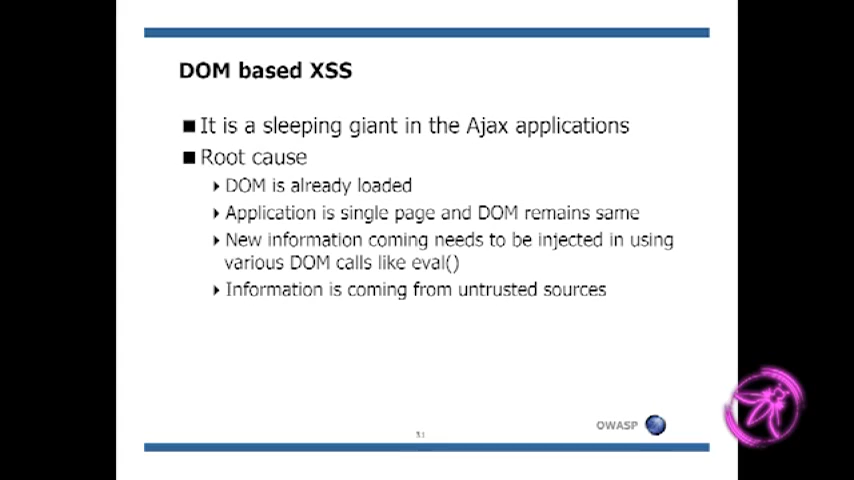 DOM based XSS
It is a sleeping giant in the Ajax applications
Root cause
DOM is already loaded
Application is single page and DOM remains same
New information coming needs to be injected in using
various DOM calls like eval()
Information is coming from untrusted sources
OWASP
31